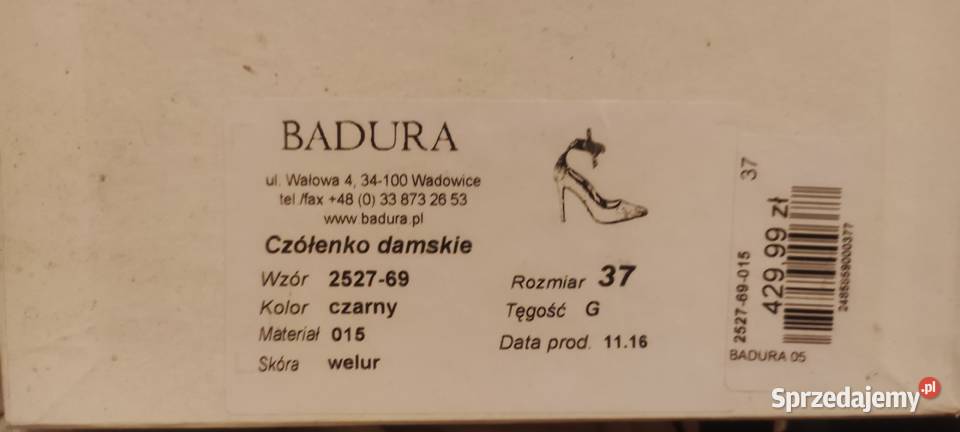 BADURA
ul. Wałowa 4, 34-100 Wadowice
tel./fax +48 (0) 33 873 26 53
www.badura.pl
Czółenko damskie
Wzór 2527-69
Kolor czarny
Materiał 015
Skóra welur
Rozmiar 37
Tęgość G
Data prod. 11.16
2527-69-015 37
429.99 zł
2485859000377
BADURA 05
Sprzedajemy.pl